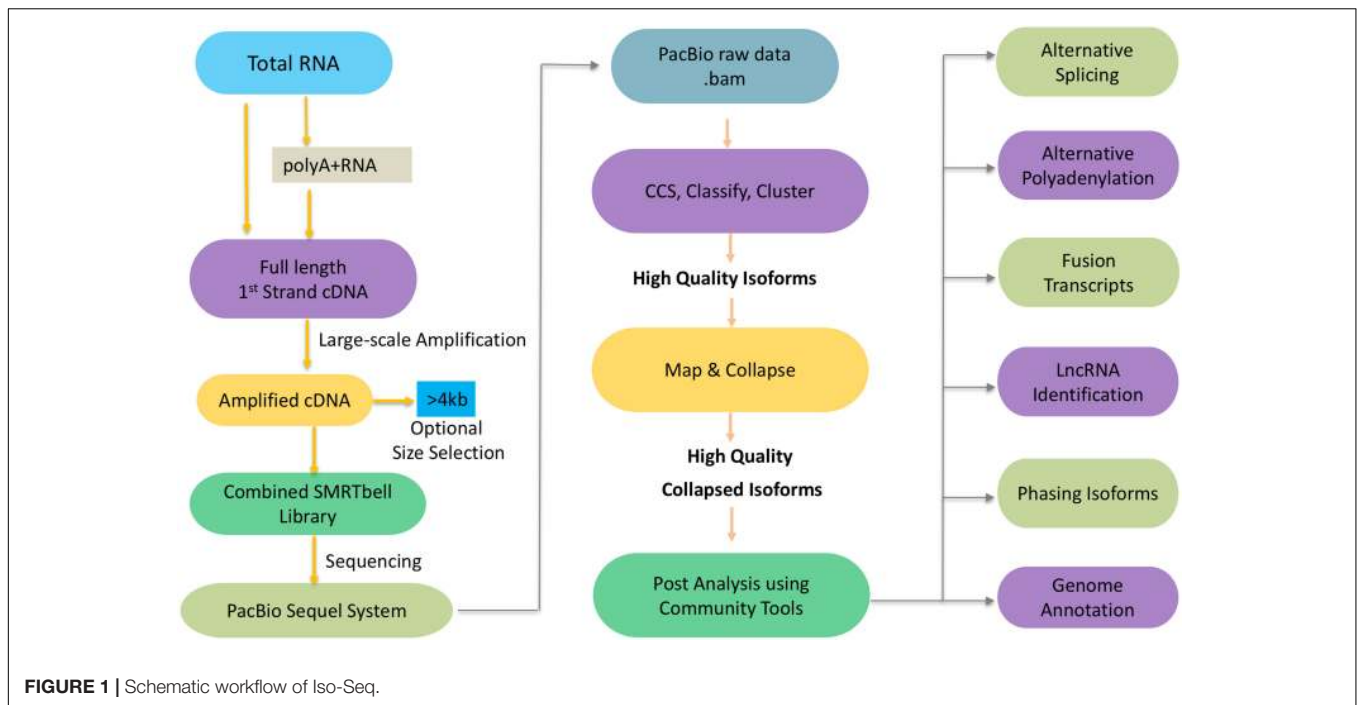 Total RNA
polyA+RNA
Full length
1st Strand cDNA
Large-scale Amplification
Amplified cDNA
>4kb
Optional
Size Selection
Combined SMRTbell
Library
Sequencing
PacBio Sequel System
PacBio raw data
.bam
CCS, Classify, Cluster
High Quality Isoforms
Map & Collapse
High Quality
Collapsed Isoforms
Post Analysis using
Community Tools
Alternative
Splicing
Alternative
Polyadenylation
Fusion
Transcripts
LncRNA
Identification
Phasing Isoforms
Genome
Annotation
FIGURE 1 | Schematic workflow of Iso-Seq.